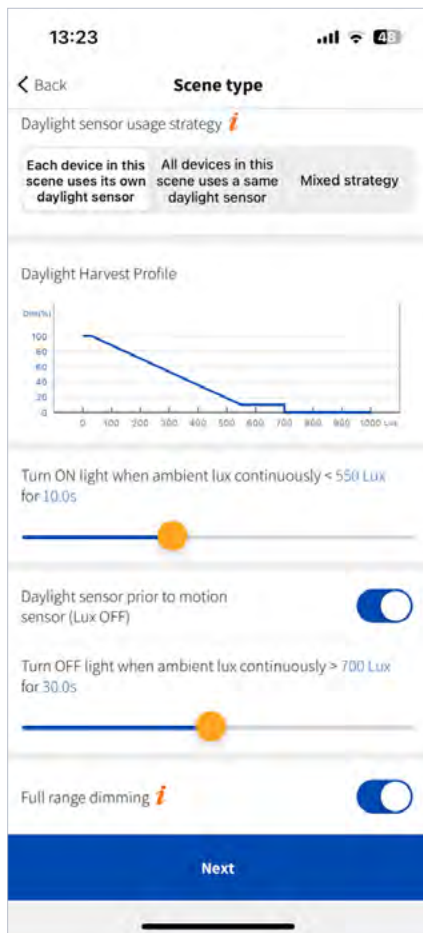 13:23
48
Back
Scene type
Daylight sensor usage strategy i
Each device in this
scene uses its own
daylight sensor
All devices in this
scene uses a same
daylight sensor
Mixed strategy
Daylight Harvest Profile
Dim(%)
100
80
60
40
20
0
0 100 200 300 400 500 600 700 800 900 1000 Lux
Turn ON light when ambient lux continuously < 550 Lux
for 10.0s
Daylight sensor prior to motion
sensor (Lux OFF)
Turn OFF light when ambient lux continuously > 700 Lux
for 30.0s
Full range dimming i
Next